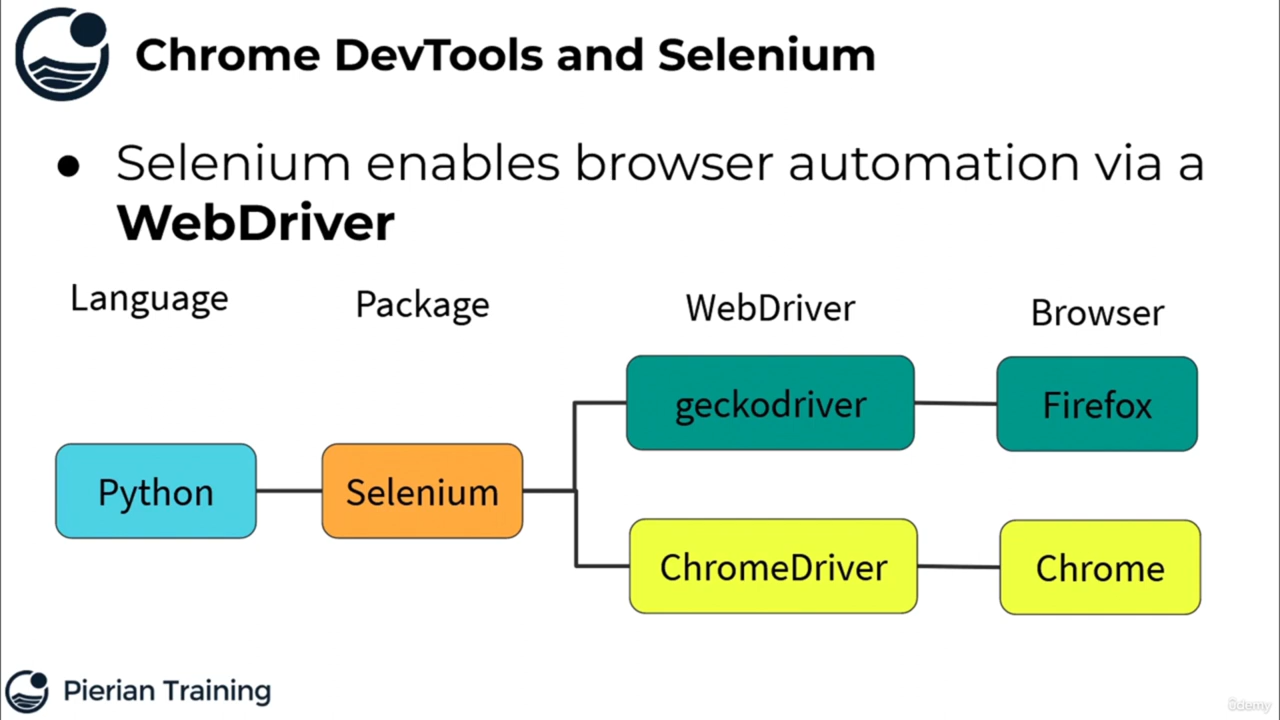 Chrome DevTools and Selenium
● Selenium enables browser automation via a
WebDriver
Language Package WebDriver Browser
geckodriver Firefox
Python Selenium
ChromeDriver Chrome
Pierian Training
ûdemy